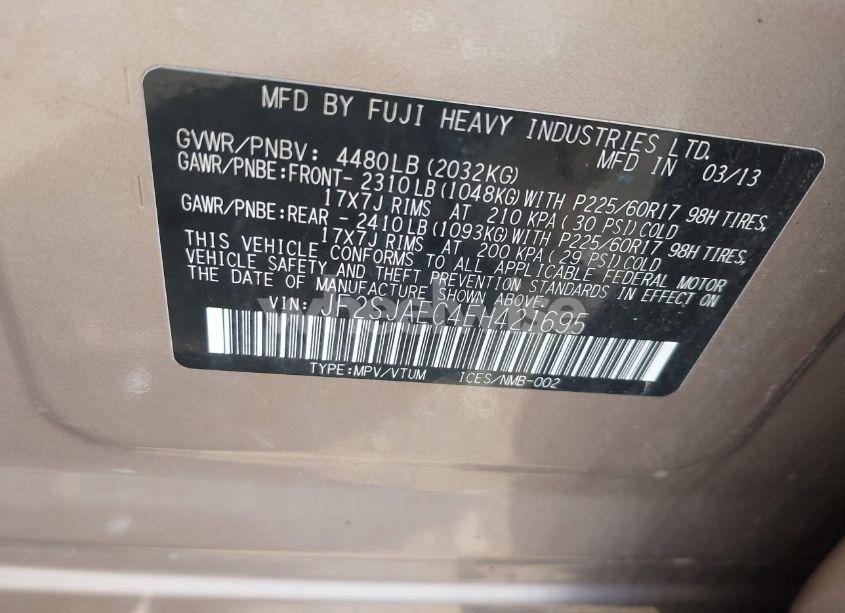 MFD BY FUJI HEAVY INDUSTRIES LTD.
GVWR/PNBV: 4480LB(2032KG) MFD IN 03/13
GAWR/PNBE:FRONT- 2310LB(1048KG)WITH P225/60R17 98H TIRES,
17X7J RIMS AT 210 KPA( 30 PSI)COLD
GAWR/PNBE:REAR - 2410LB(1093KG)WITH P225/60R17 98H TIRES,
17X7J RIMS AT 200 KPA( 29 PSI)COLD
THIS VEHICLE CONFORMS TO ALL APPLICABLE FEDERAL MOTOR
VEHICLE SAFETY AND THEFT PREVENTION STANDARDS IN EFFECT ON
THE DATE OF MANUFACTURE SHOWN ABOVE.
VIN:
TYPE:MPV/VTUM ICES/NMB-002